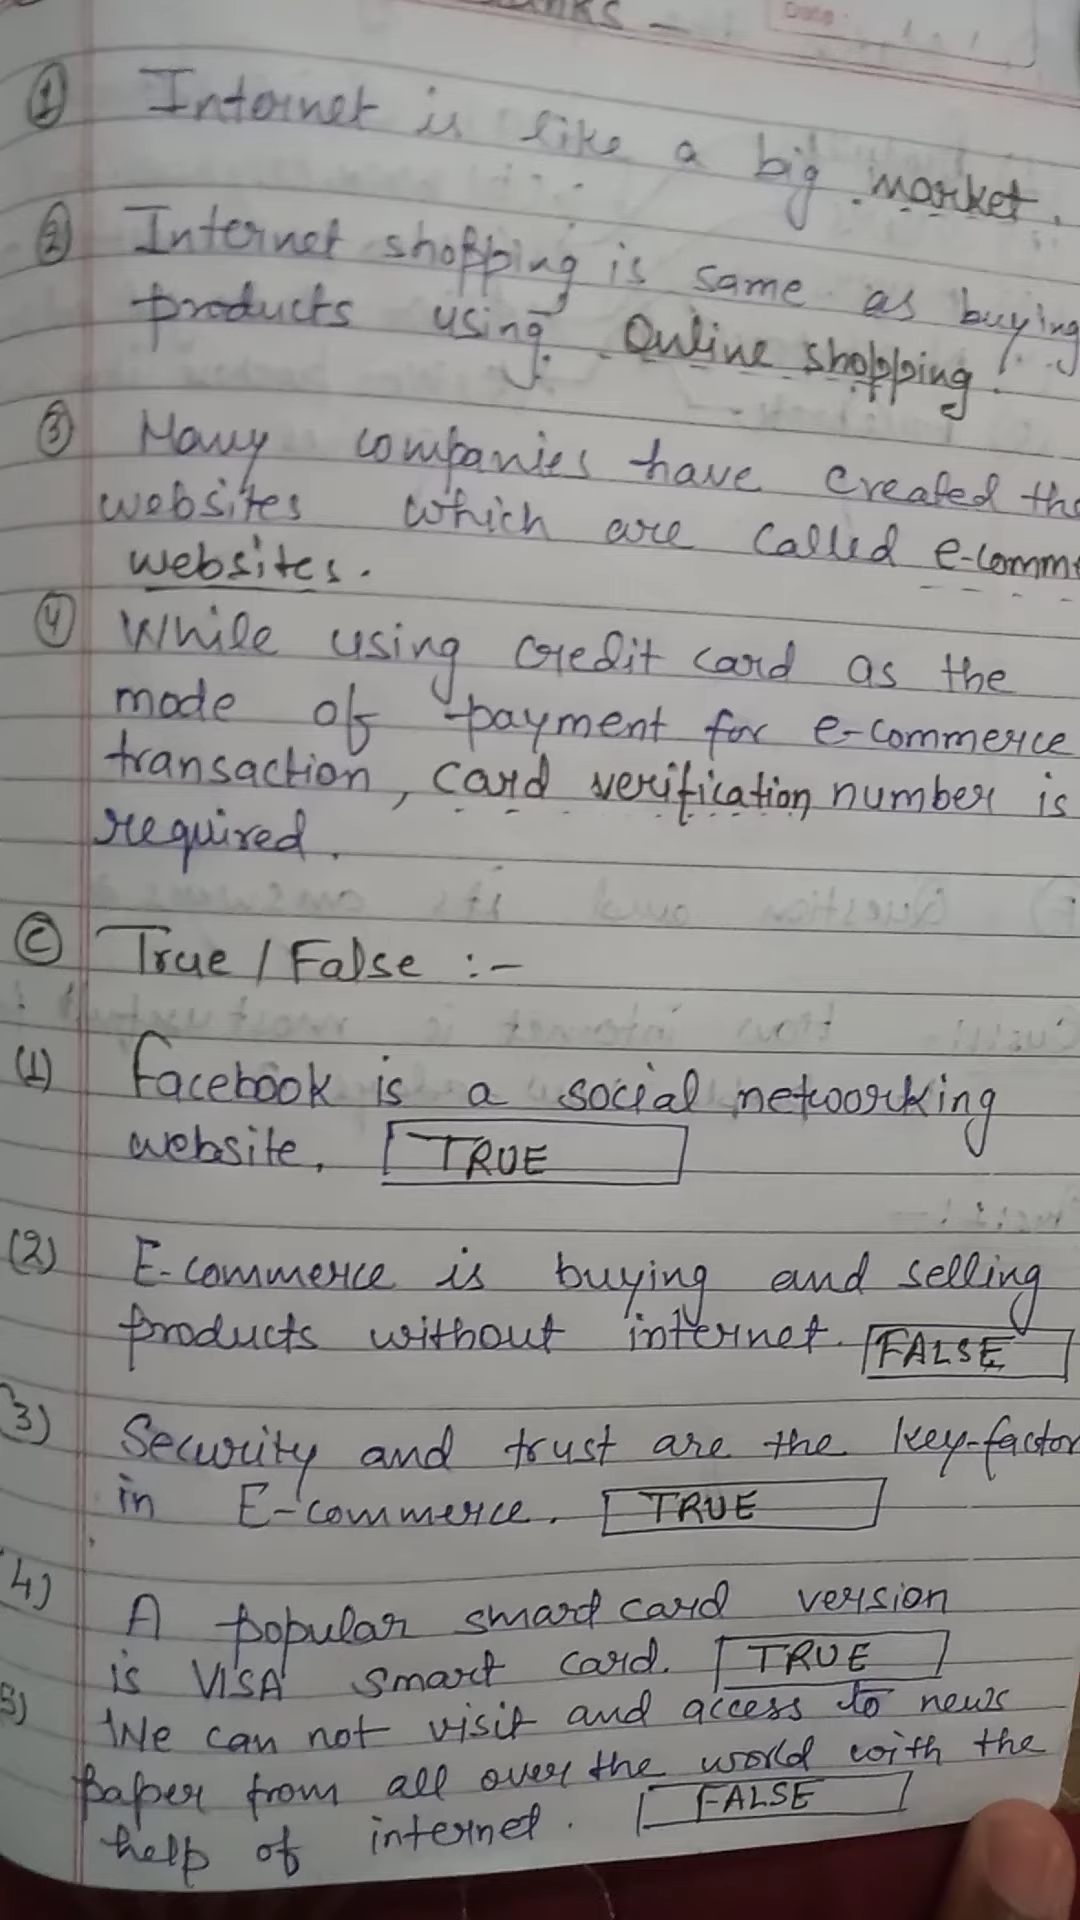 Date
① Internet is like a big market.
② Internet shopping is same as buying
products using Online shopping.
③ Many companies have created the
websites which are called e-comm
websites.
④ While using credit card as the
mode of payment for e-commerce
transaction, card verification number is
required.
Ⓒ True / False :-
(1) Facebook is a social networking
website. TRUE
(2) E-commerce is buying and selling
products without internet. FALSE
3) Security and trust are the key-factor
in E-commerce. TRUE
4) A popular smart card version
is VISA smart card. TRUE
5) We can not visit and access to news
paper from all over the world with the
help of internet. FALSE